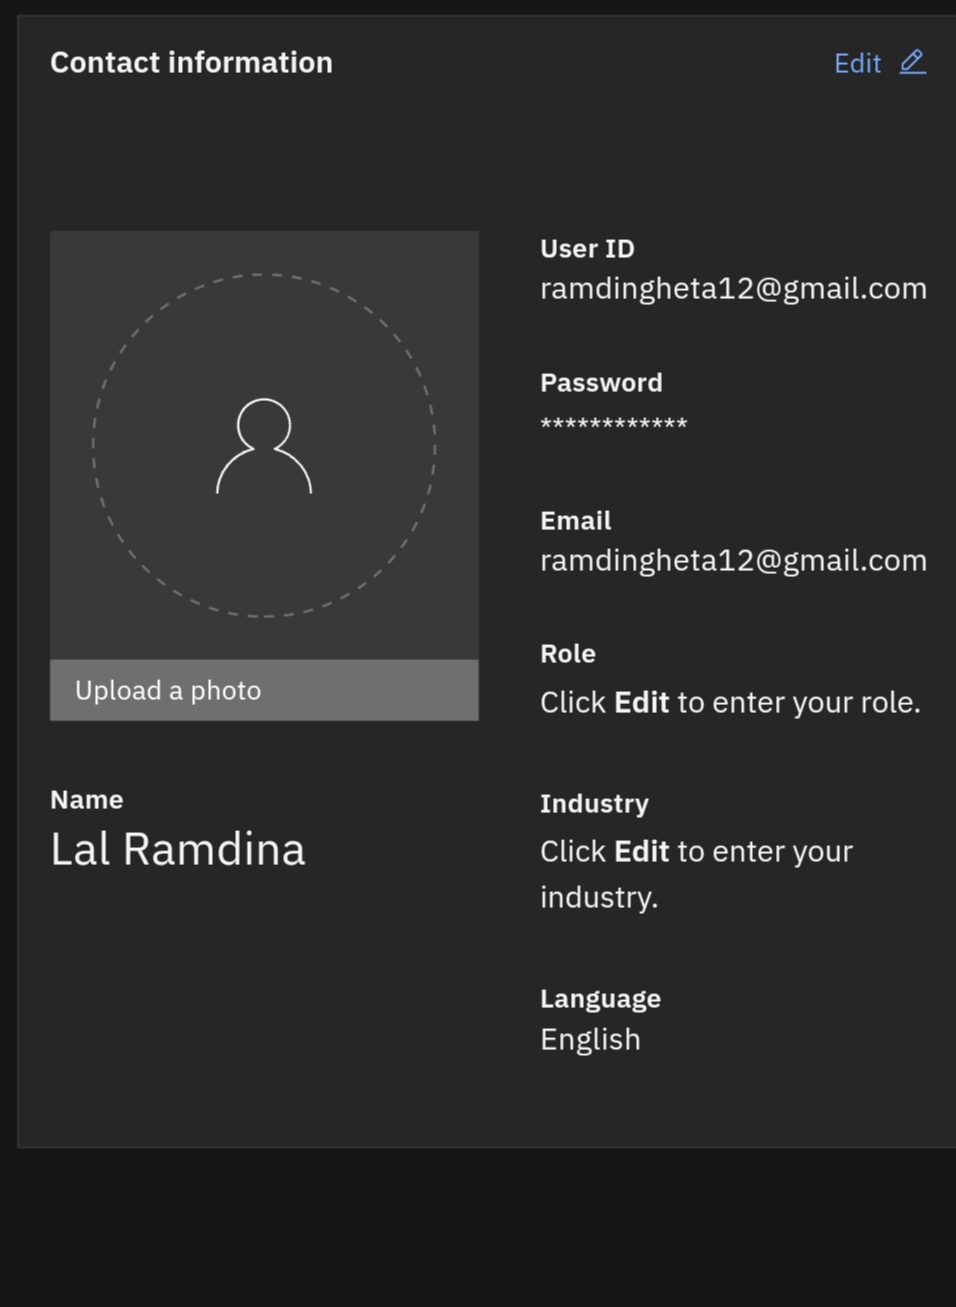 Contact information
Edit
Upload a photo
Name
Lal Ramdina
User ID
ramdingheta12@gmail.com
Password
************
Email
ramdingheta12@gmail.com
Role
Click Edit to enter your role.
Industry
Click Edit to enter your
industry.
Language
English